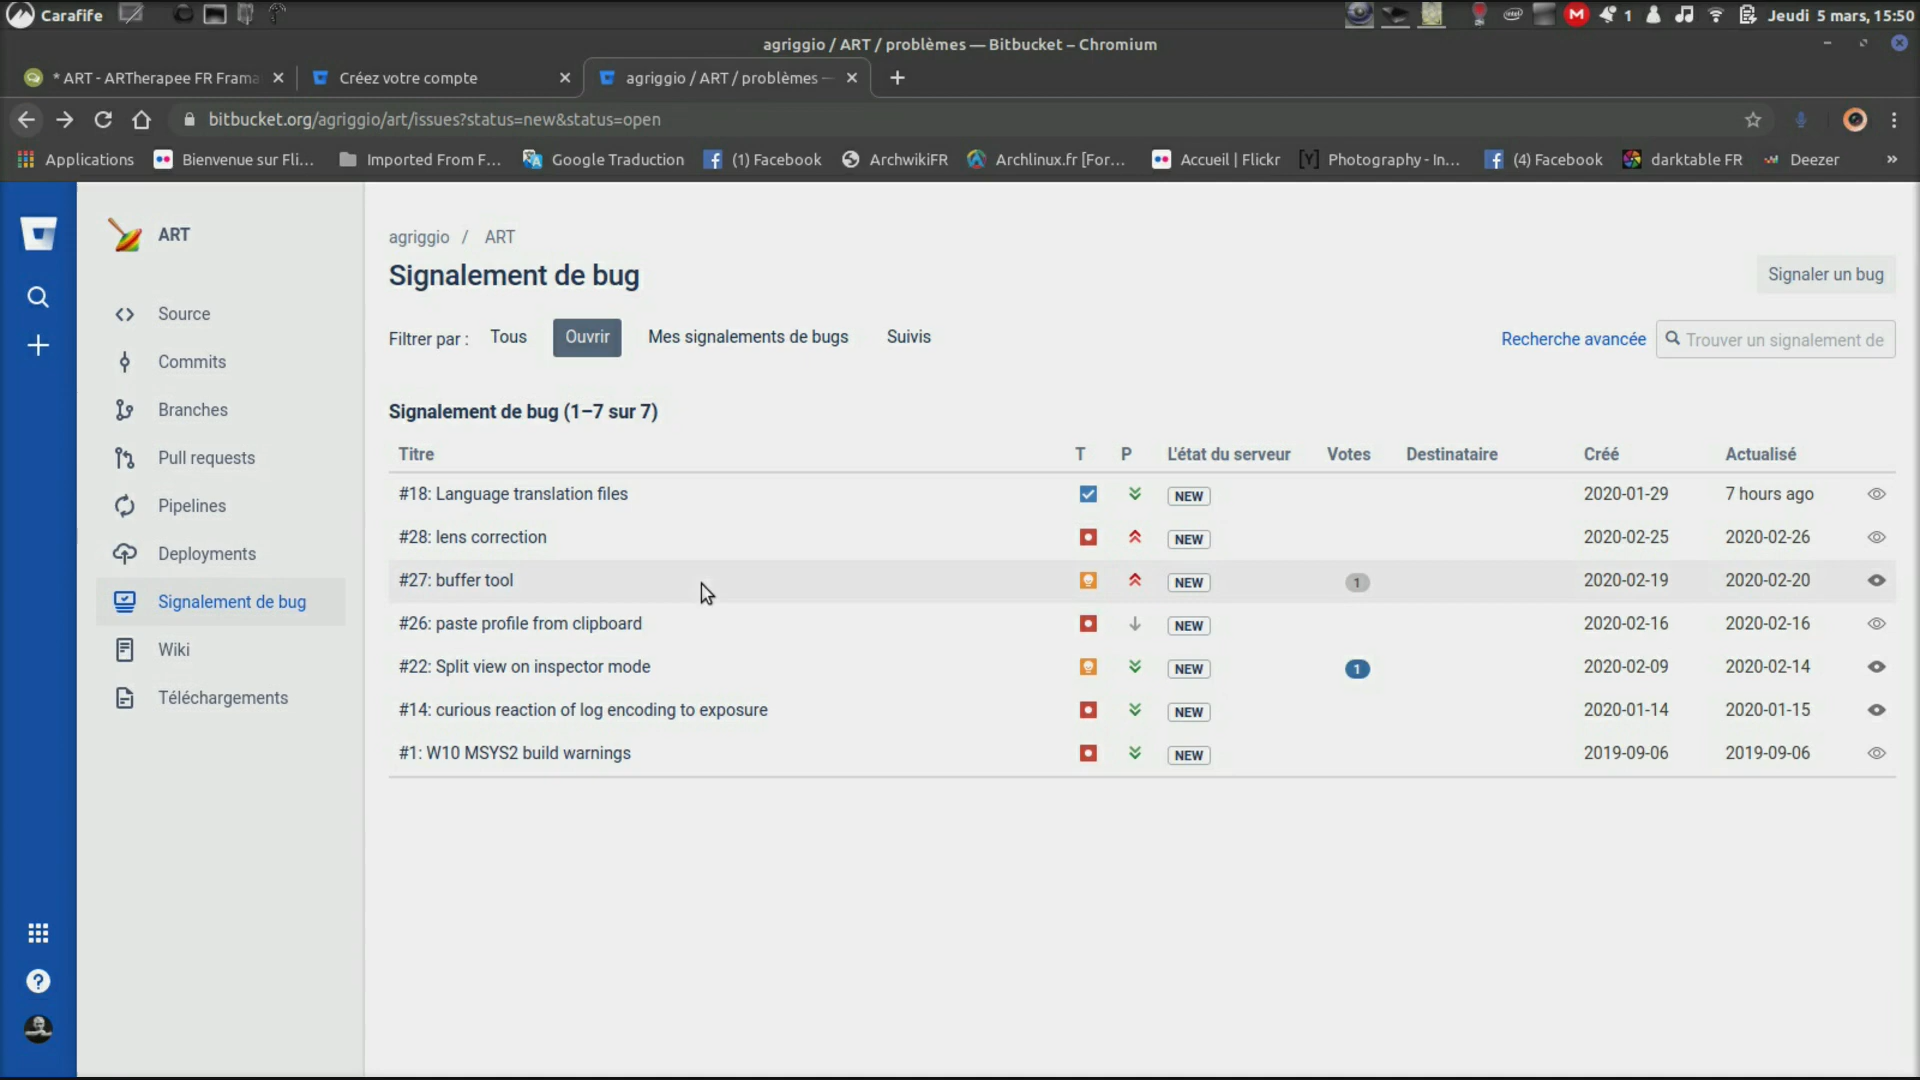 Carafife
1
Jeudi 5 mars, 15:50
agriggio / ART / problèmes — Bitbucket – Chromium
* ART - ARTherapee FR Frama
Créez votre compte
agriggio / ART / problèmes —
bitbucket.org/agriggio/art/issues?status=new&status=open
Applications
Bienvenue sur Fli...
Imported From F...
Google Traduction
(1) Facebook
ArchwikiFR
Archlinux.fr [For...
Accueil | Flickr
Photography - In...
(4) Facebook
darktable FR
Deezer
»
ART
Source
Commits
Branches
Pull requests
Pipelines
Deployments
Signalement de bug
Wiki
Téléchargements
agriggio / ART
Signalement de bug
Signaler un bug
Filtrer par : Tous Ouvrir Mes signalements de bugs Suivis
Recherche avancée
Trouver un signalement de
Signalement de bug (1–7 sur 7)
Titre T P L'état du serveur Votes Destinataire Créé Actualisé
#18: Language translation files NEW 2020-01-29 7 hours ago
#28: lens correction NEW 2020-02-25 2020-02-26
#27: buffer tool NEW 1 2020-02-19 2020-02-20
#26: paste profile from clipboard NEW 2020-02-16 2020-02-16
#22: Split view on inspector mode NEW 1 2020-02-09 2020-02-14
#14: curious reaction of log encoding to exposure NEW 2020-01-14 2020-01-15
#1: W10 MSYS2 build warnings NEW 2019-09-06 2019-09-06